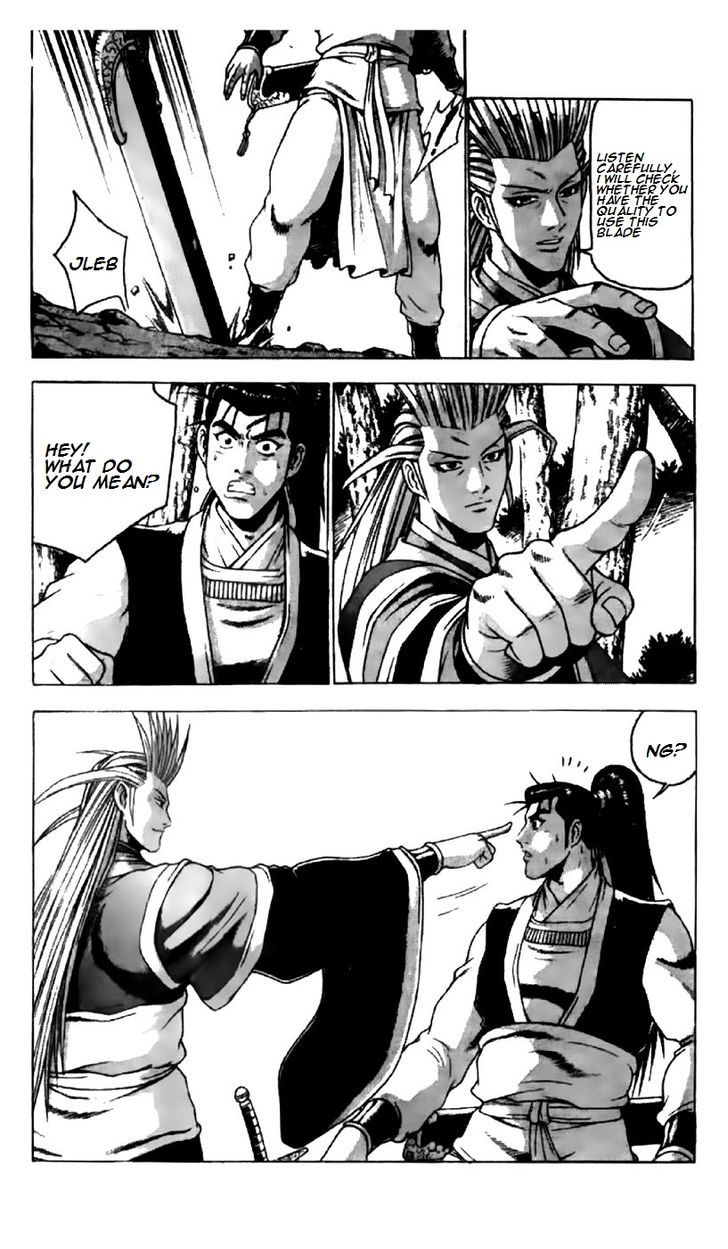 JLEB
LISTEN
CAREFULLY,
I WILL CHECK
WHETHER YOU
HAVE THE
QUALITY TO
USE THIS
BLADE
HEY!
WHAT DO
YOU MEAN?
NG?